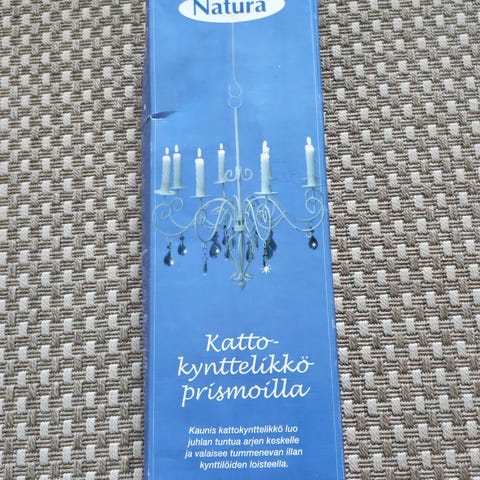 Natura
Katto-
kynttelikkö
prismoilla
Kaunis kattokynttelikkö luo
juhlan tuntua arjen keskelle
ja valaisee tummenevan illan
kynttilöiden loisteella.